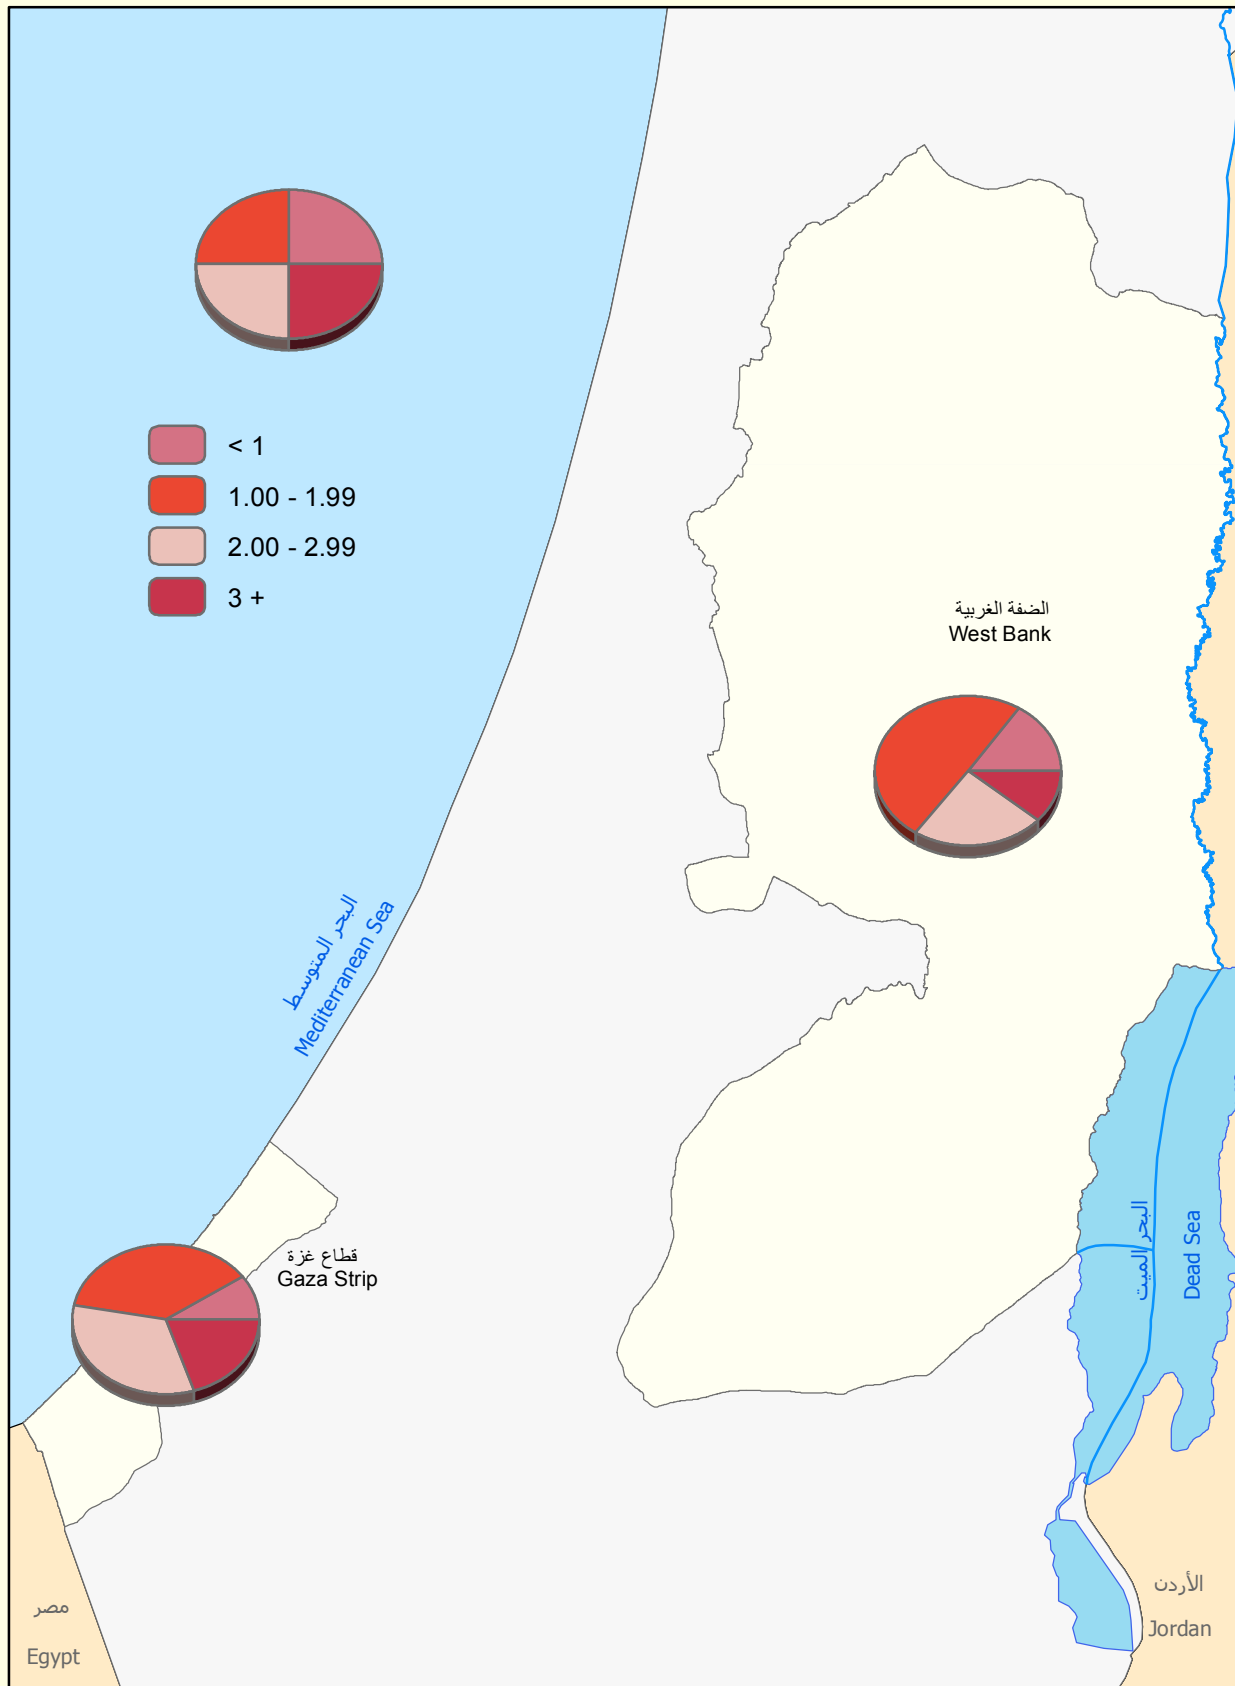 < 1
1.00 - 1.99
2.00 - 2.99
3 +
الضفة الغربية
West Bank
البحر المتوسط
Mediterranean Sea
قطاع غزة
Gaza Strip
البحر الميت
Dead Sea
مصر
Egypt
الأردن
Jordan